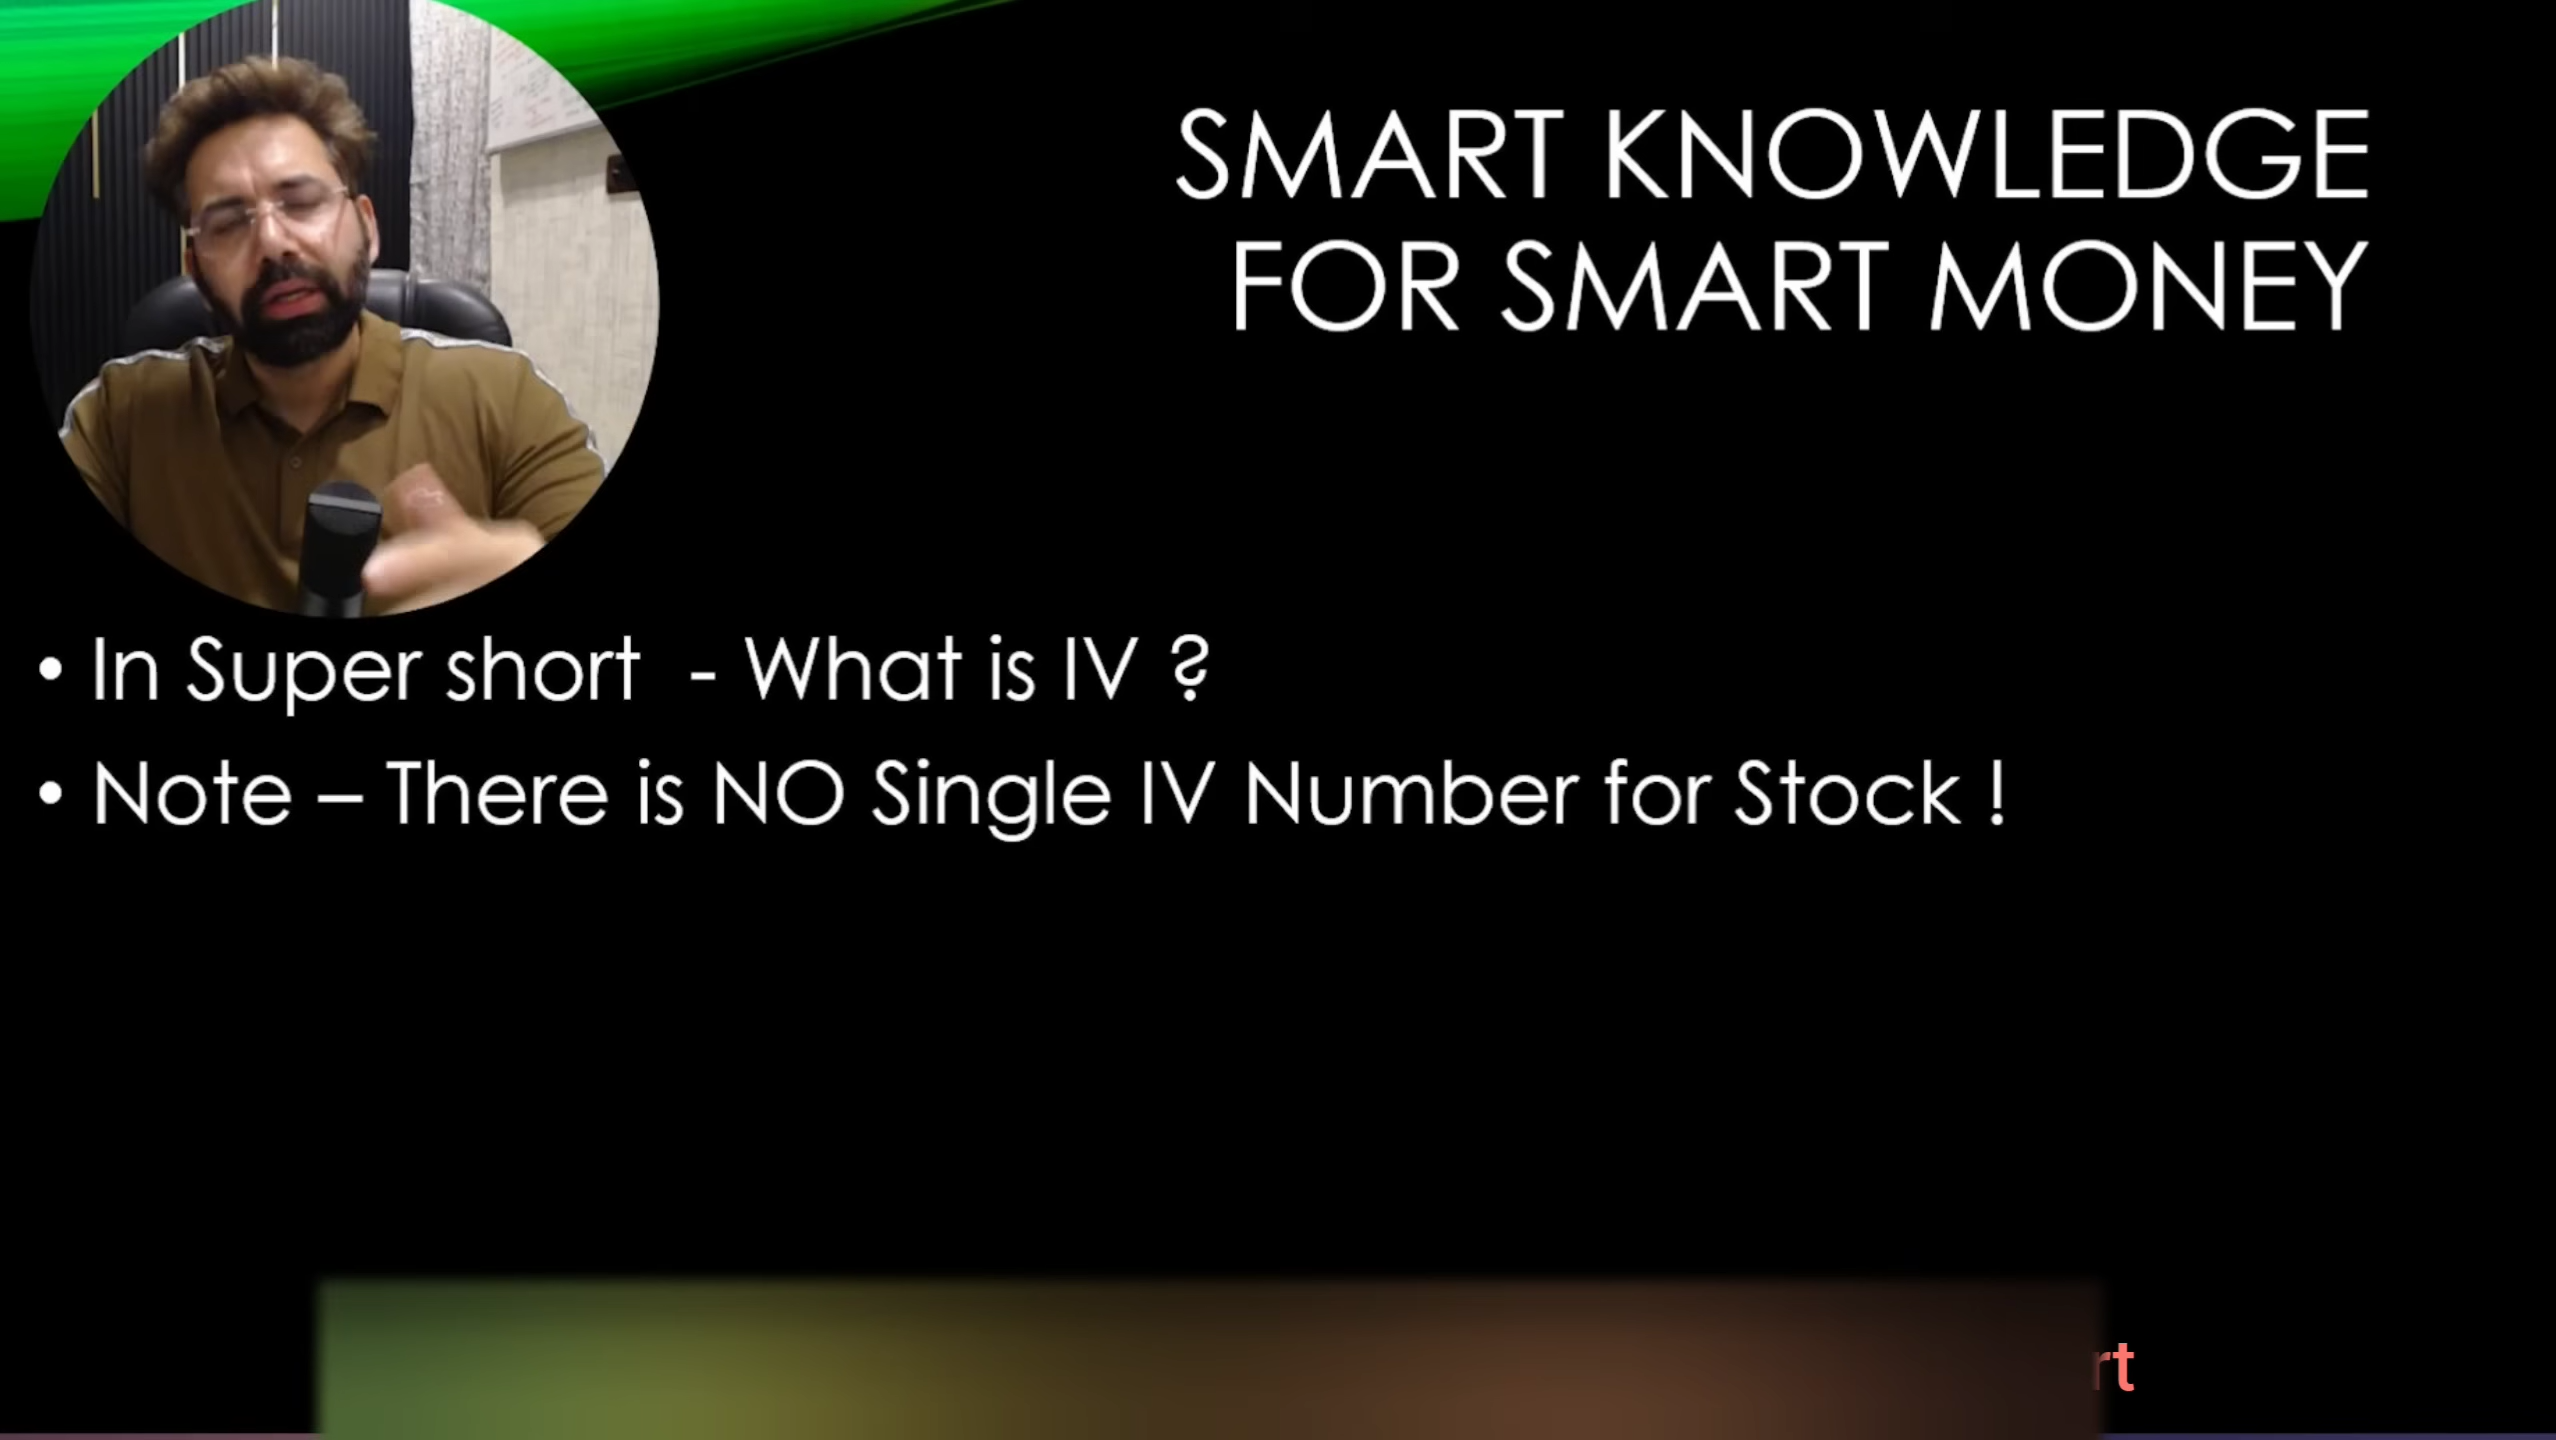 SMART KNOWLEDGE
FOR SMART MONEY
• In Super short - What is IV ?
• Note – There is NO Single IV Number for Stock !